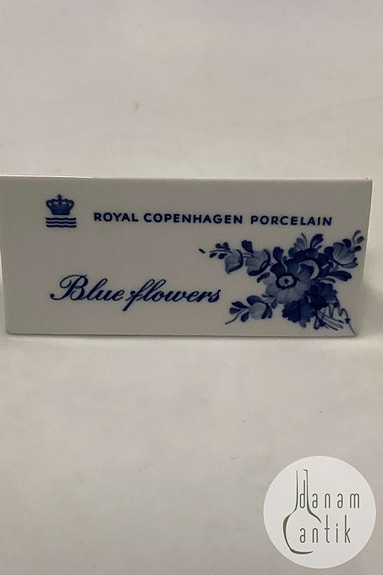 ROYAL COPENHAGEN PORCELAIN
Blue flowers
danam
antik